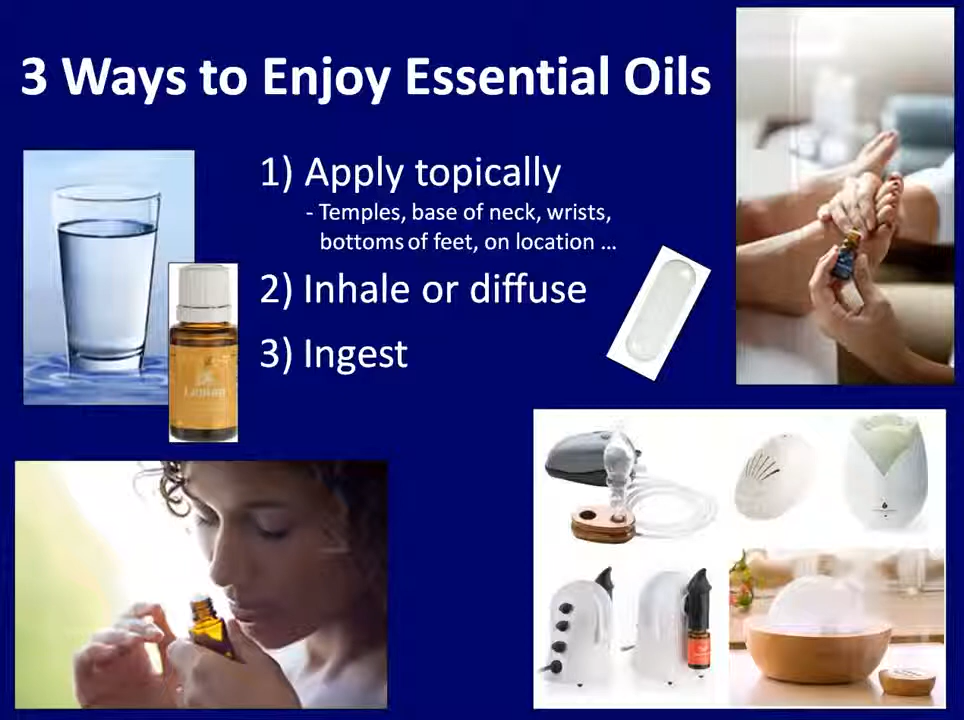 3 Ways to Enjoy Essential Oils
1) Apply topically
- Temples, base of neck, wrists,
bottoms of feet, on location ...
2) Inhale or diffuse
3) Ingest
Lemon